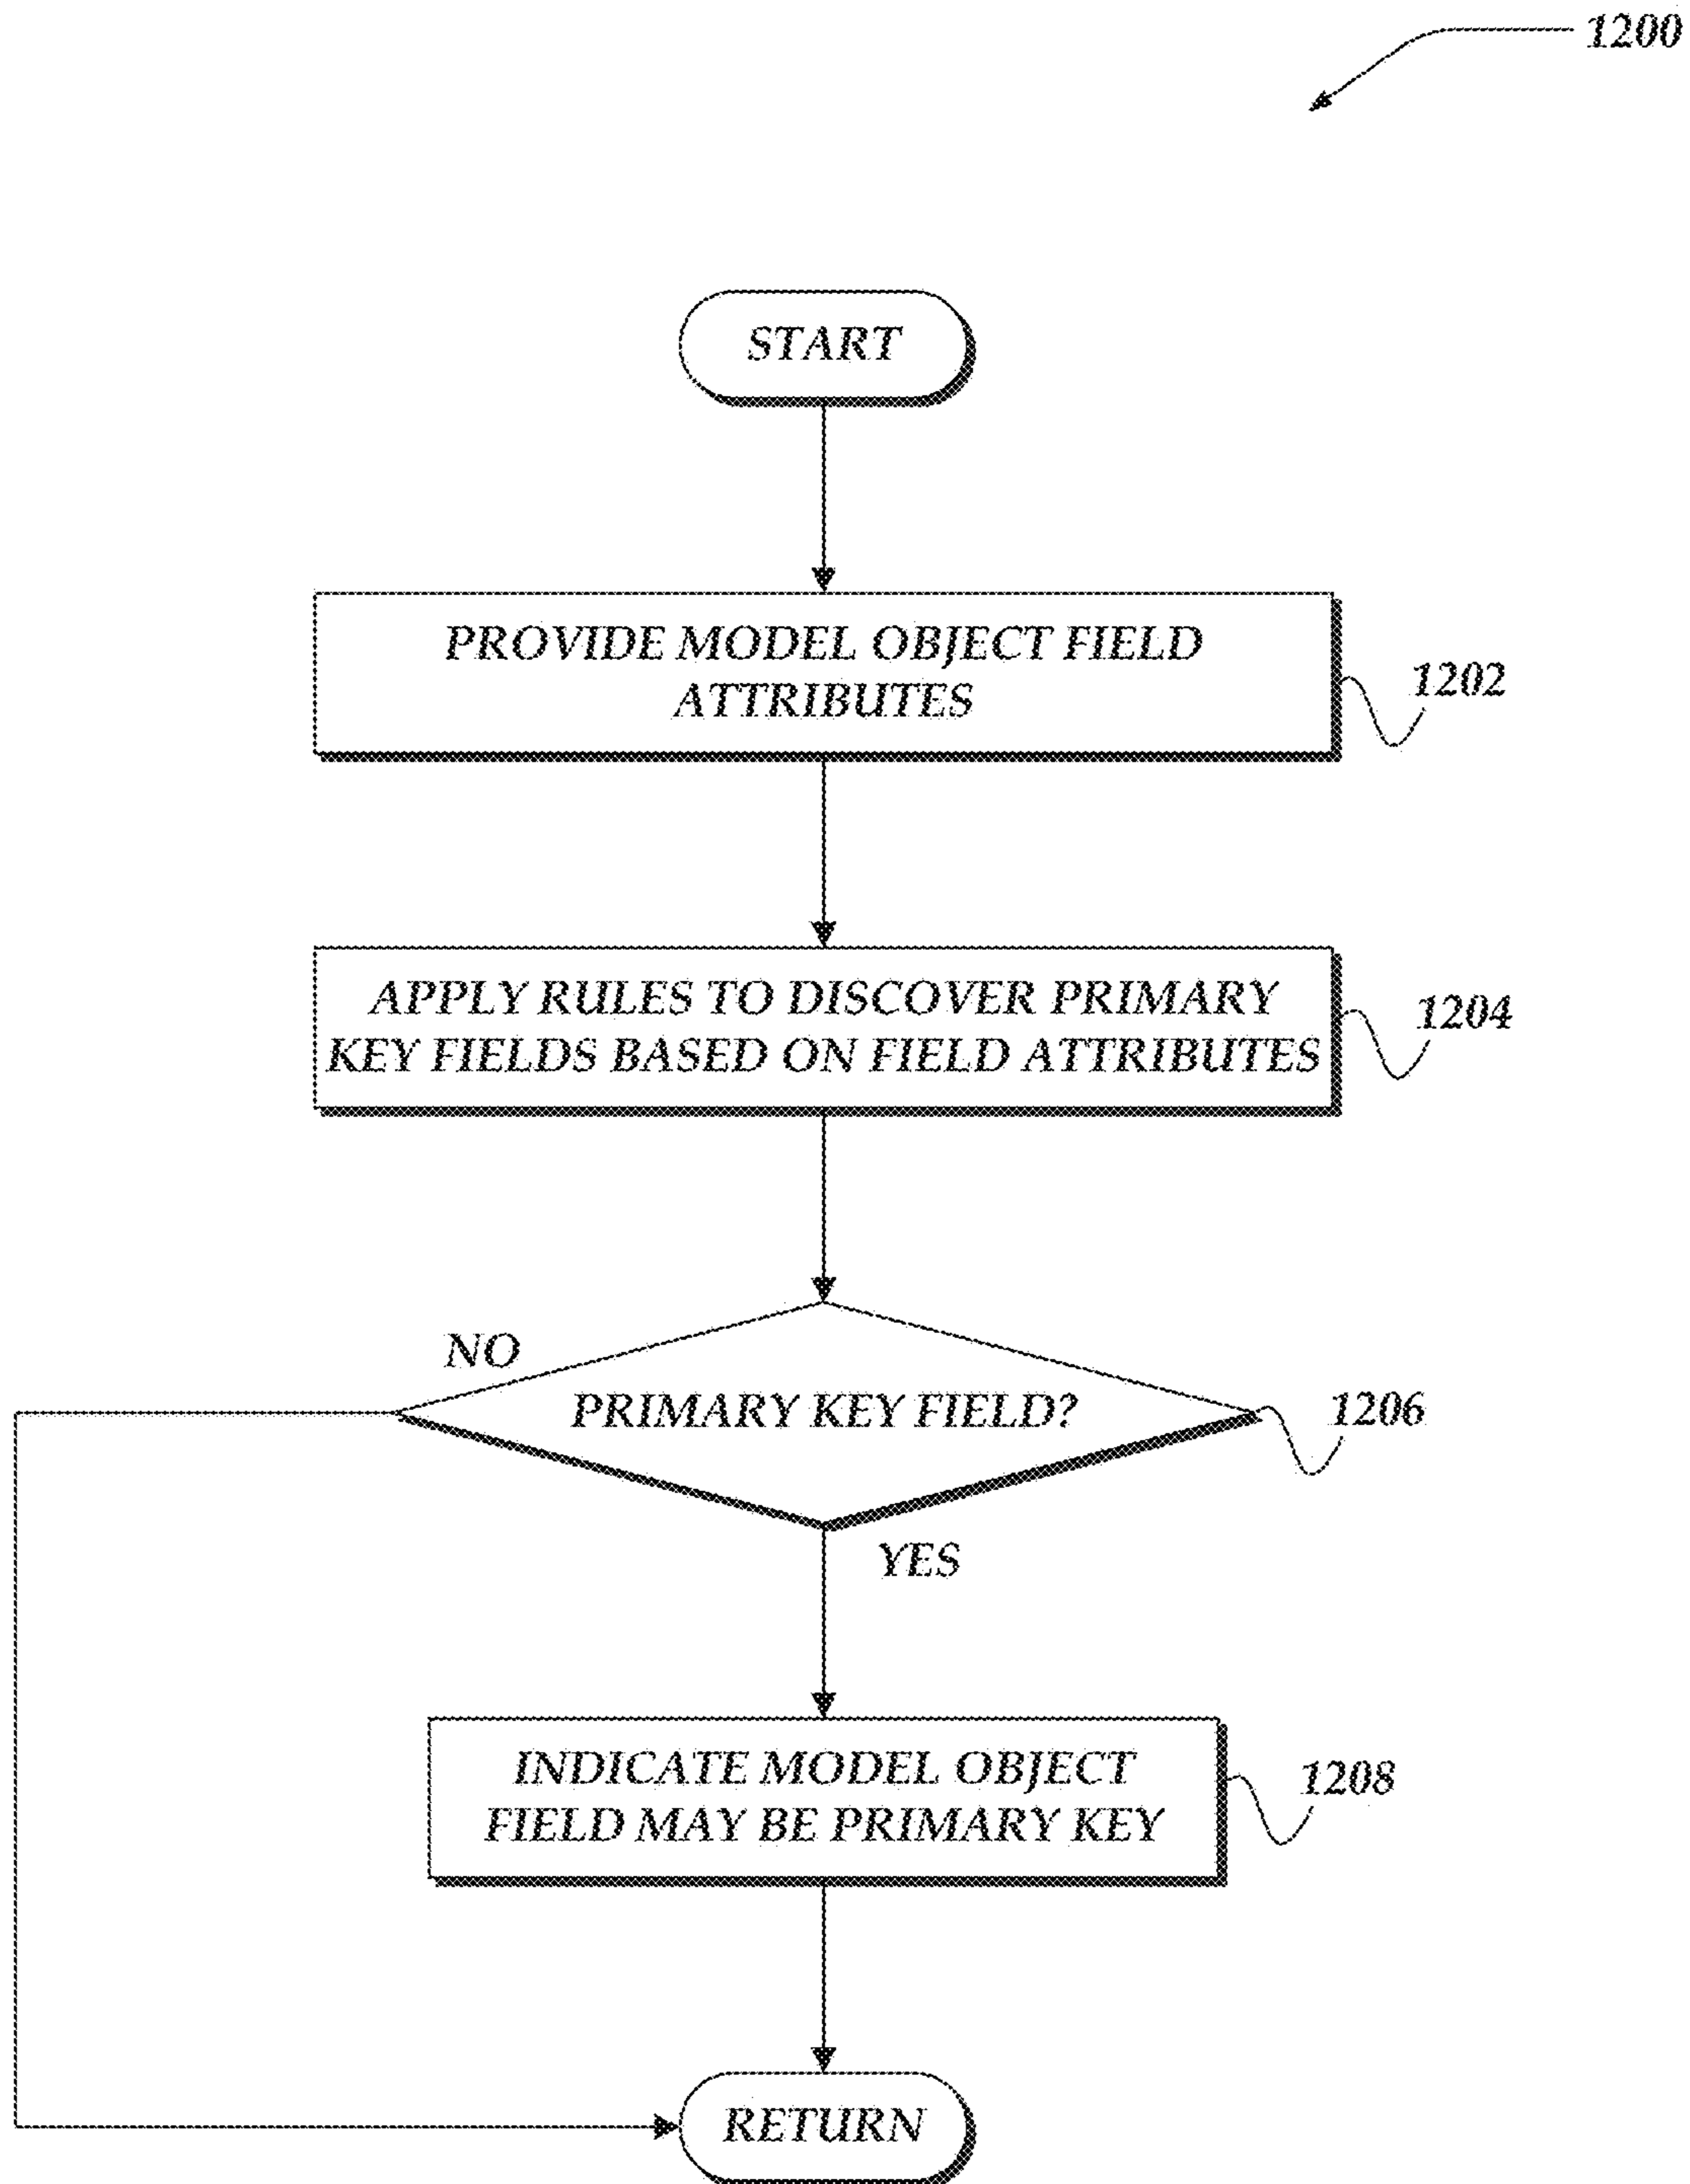 1200
START
PROVIDE MODEL OBJECT FIELD
ATTRIBUTES
1202
APPLY RULES TO DISCOVER PRIMARY
KEY FIELDS BASED ON FIELD ATTRIBUTES
1204
NO
PRIMARY KEY FIELD?
1206
YES
INDICATE MODEL OBJECT
FIELD MAY BE PRIMARY KEY
1208
RETURN